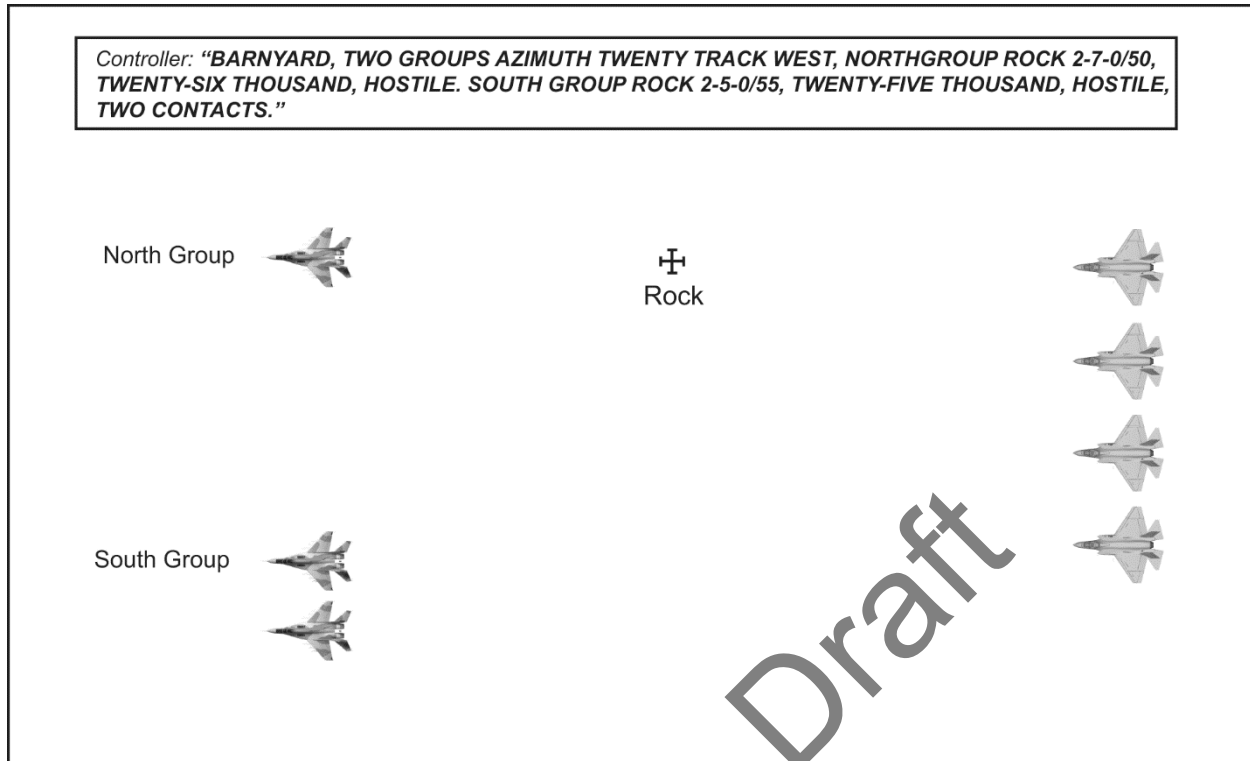 Controller: “BARNYARD, TWO GROUPS AZIMUTH TWENTY TRACK WEST, NORTHGROUP ROCK 2-7-0/50,
TWENTY-SIX THOUSAND, HOSTILE. SOUTH GROUP ROCK 2-5-0/55, TWENTY-FIVE THOUSAND, HOSTILE,
TWO CONTACTS.”
North Group
Rock
South Group
Draft